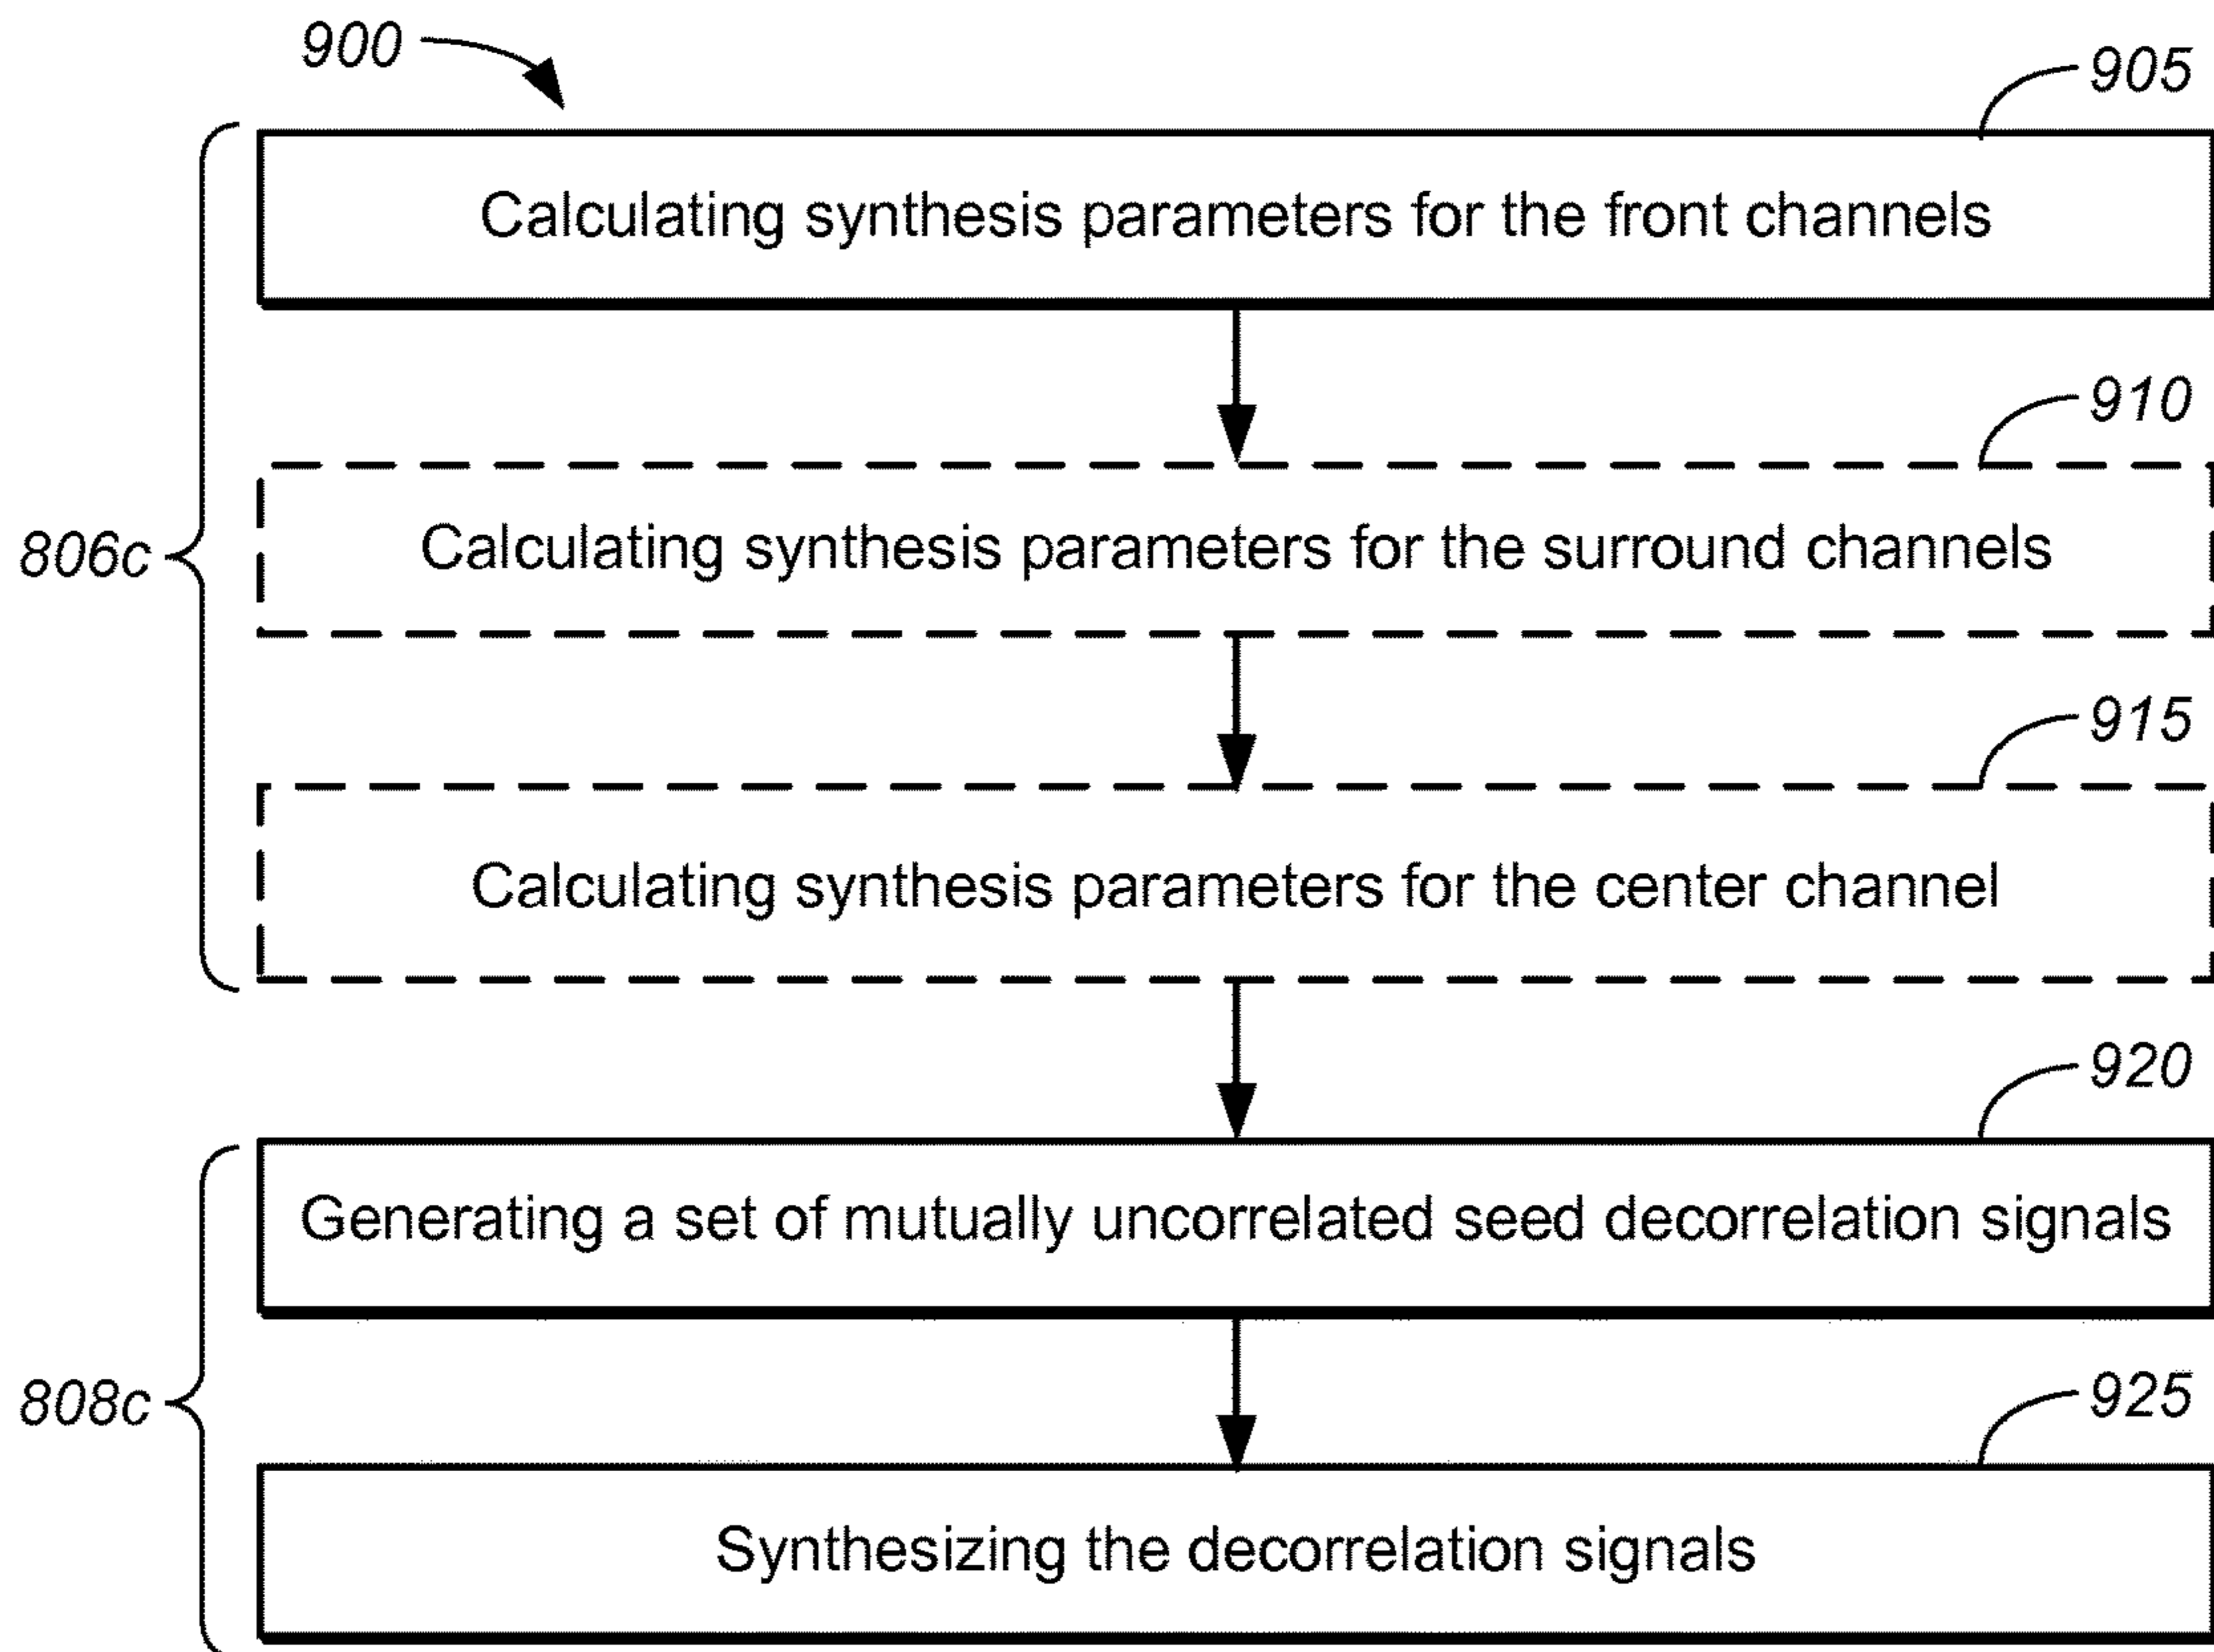 900
905
Calculating synthesis parameters for the front channels
910
806c
Calculating synthesis parameters for the surround channels
915
Calculating synthesis parameters for the center channel
920
Generating a set of mutually uncorrelated seed decorrelation signals
808c
925
Synthesizing the decorrelation signals